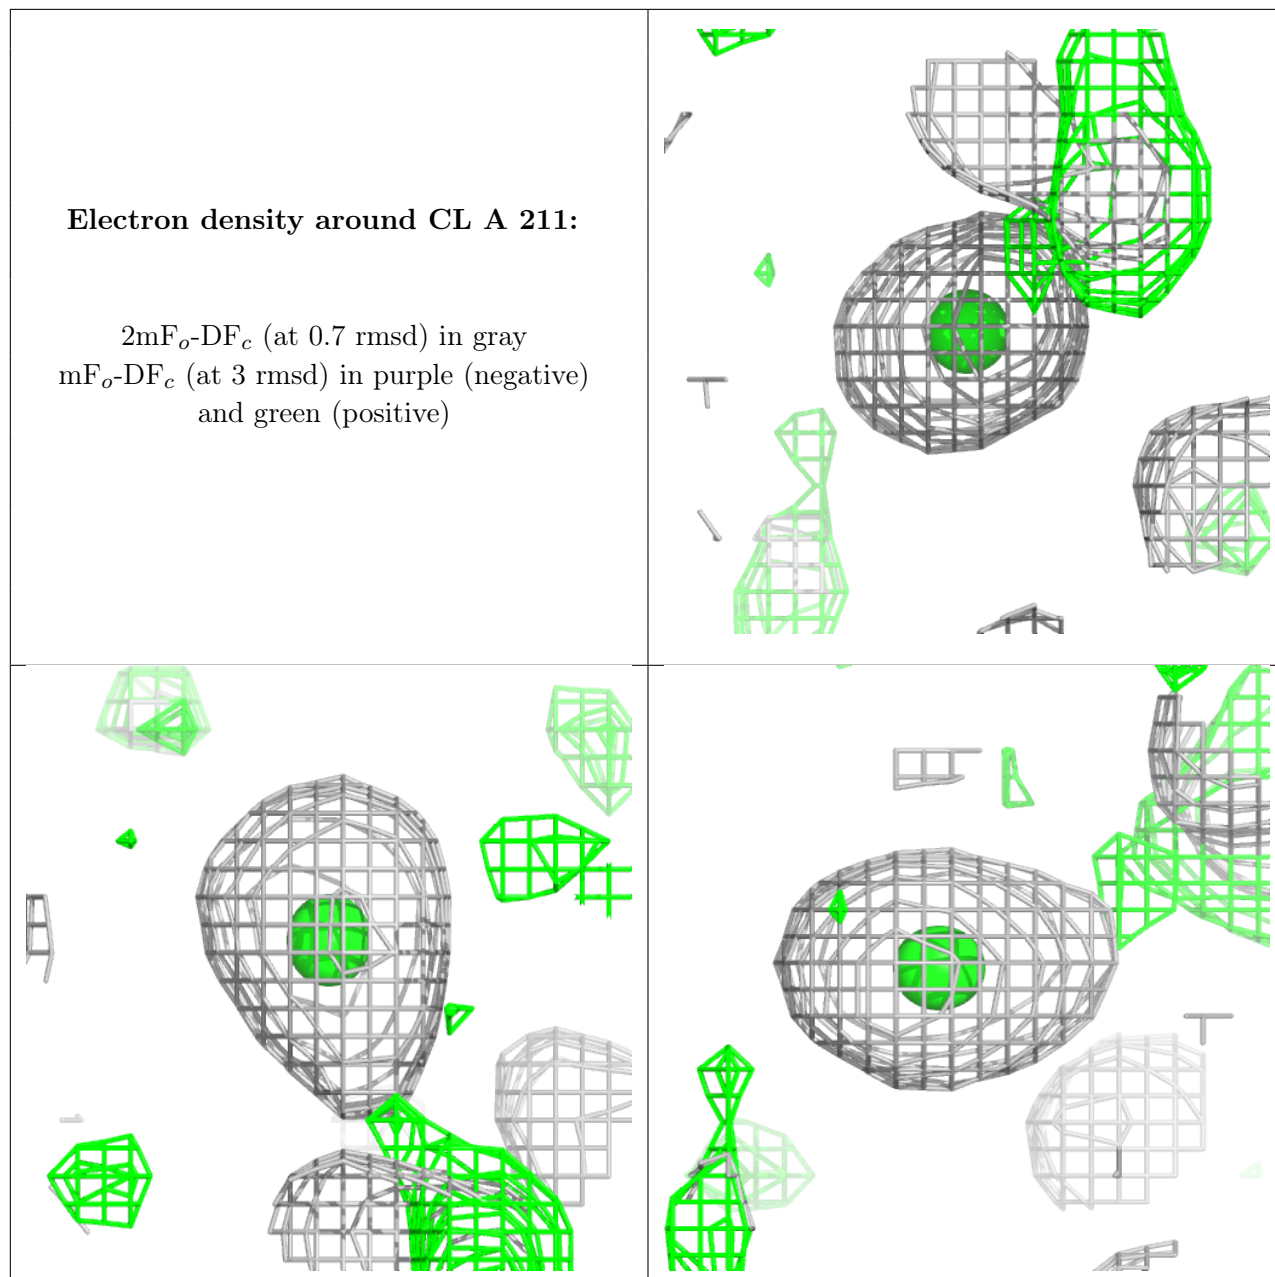 Electron density around CL A 211:
2mFo-DFc (at 0.7 rmsd) in gray
mFo-DFc (at 3 rmsd) in purple (negative)
and green (positive)